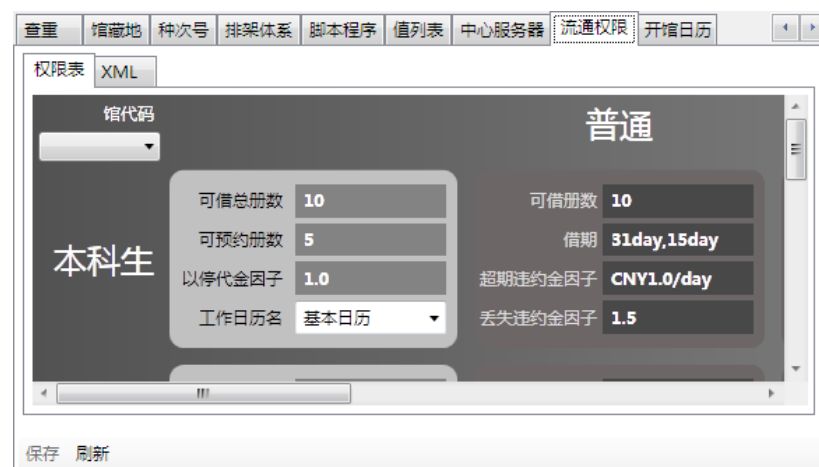 查重 馆藏地 种次号 排架体系 脚本程序 值列表 中心服务器 流通权限 开馆日历
权限表 XML
馆代码
普通
本科生
可借总册数 10
可预约册数 5
以停代金因子 1.0
工作日历名 基本日历
可借册数 10
借期 31day,15day
超期违约金因子 CNY1.0/day
丢失违约金因子 1.5
保存 刷新